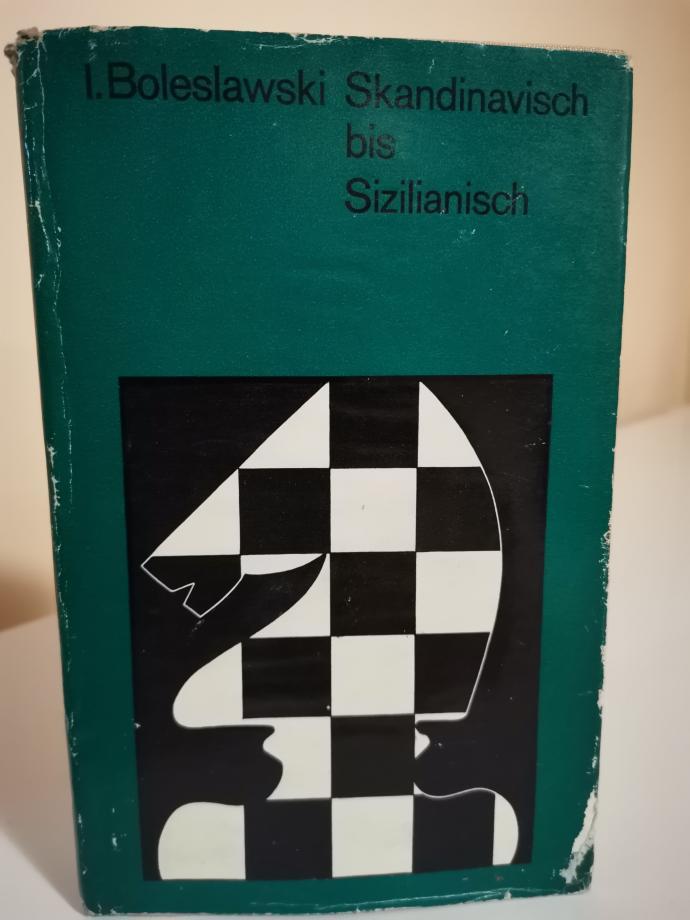 I. Boleslawski Skandinavisch
bis
Sizilianisch